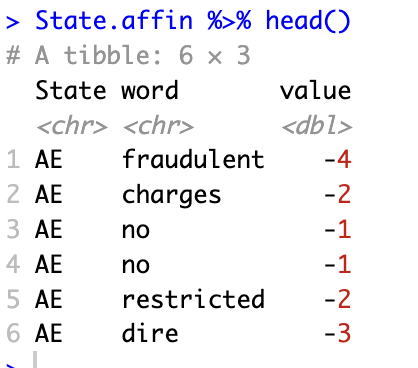 > State.affin %>% head()
# A tibble: 6 × 3
State word value
<chr> <chr> <dbl>
1 AE fraudulent -4
2 AE charges -2
3 AE no -1
4 AE no -1
5 AE restricted -2
6 AE dire -3
>